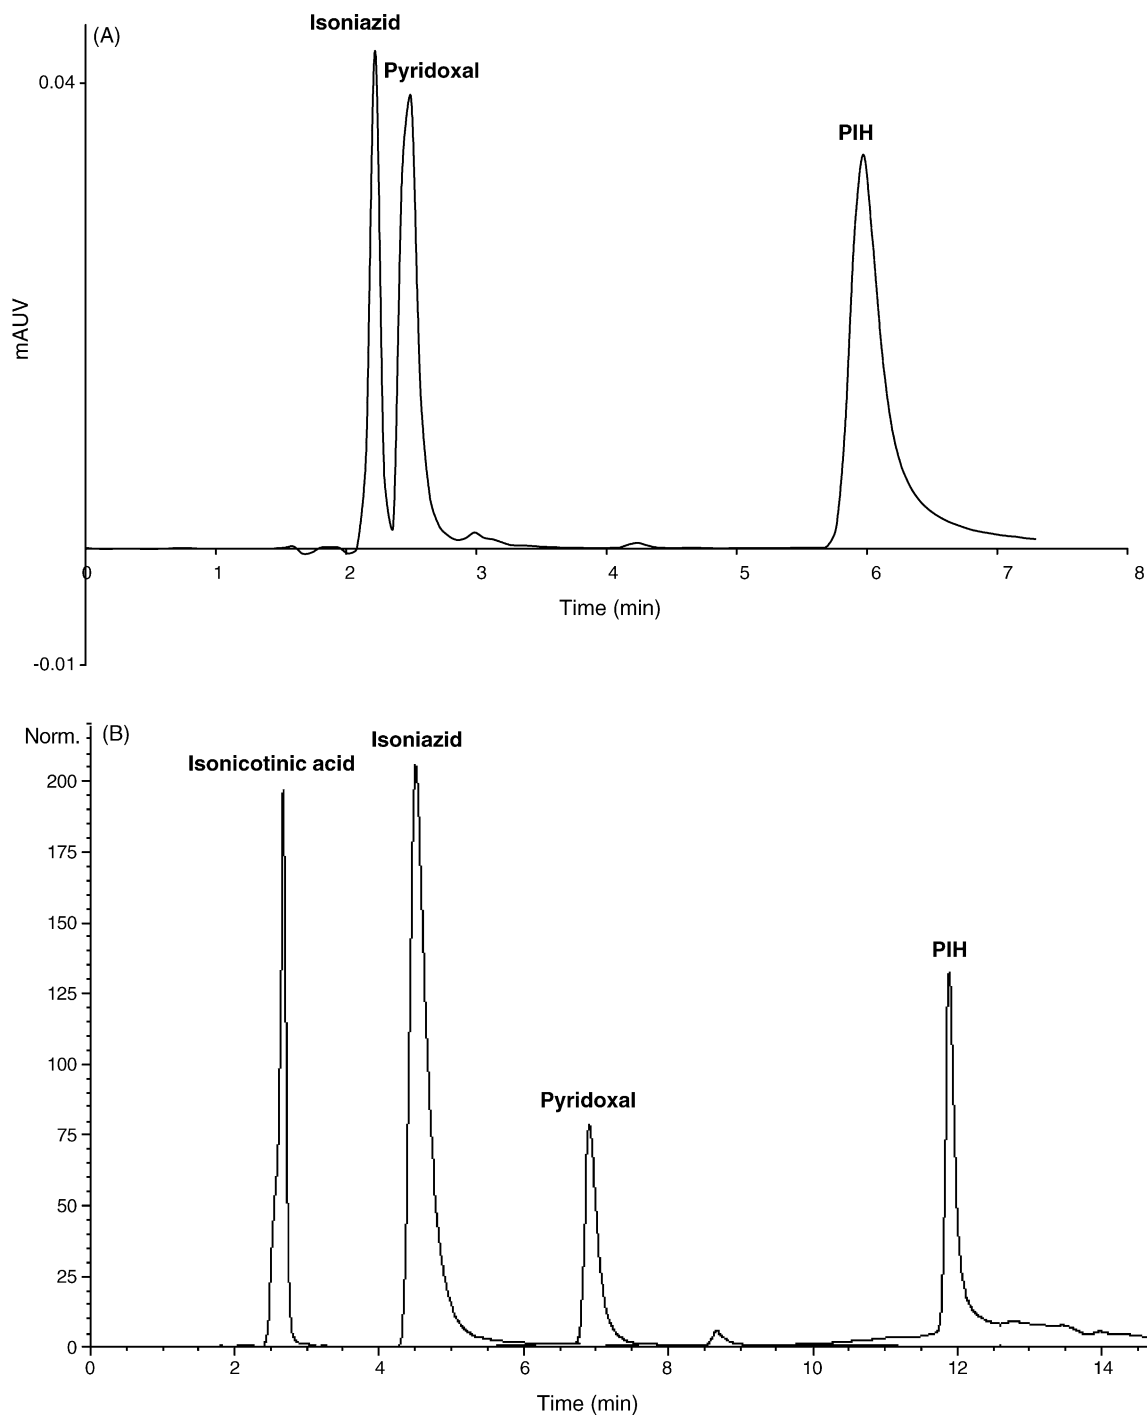 (A)
Isoniazid
Pyridoxal
PIH
0.04
mAUV
0 1 2 3 4 5 6 7 8
Time (min)
-0.01
(B)
Norm.
Isonicotinic acid
Isoniazid
Pyridoxal
PIH
200
175
150
125
100
75
50
25
0
0 2 4 6 8 10 12 14
Time (min)